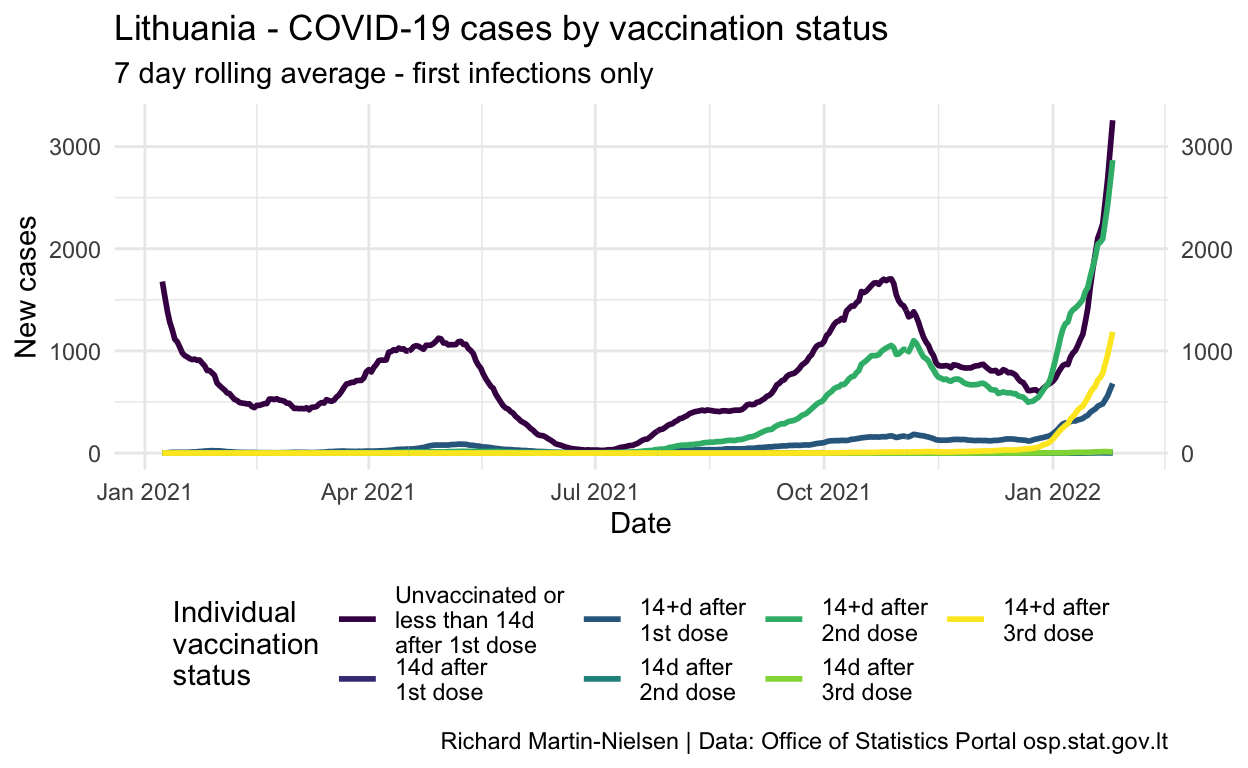 Lithuania - COVID-19 cases by vaccination status
7 day rolling average - first infections only
New cases
3000
2000
1000
0
3000
2000
1000
0
Jan 2021
Apr 2021
Jul 2021
Oct 2021
Jan 2022
Date
Individual
vaccination
status
Unvaccinated or
less than 14d
after 1st dose
14d after
1st dose
14+d after
1st dose
14d after
2nd dose
14+d after
2nd dose
14d after
3rd dose
14+d after
3rd dose
Richard Martin-Nielsen | Data: Office of Statistics Portal osp.stat.gov.lt